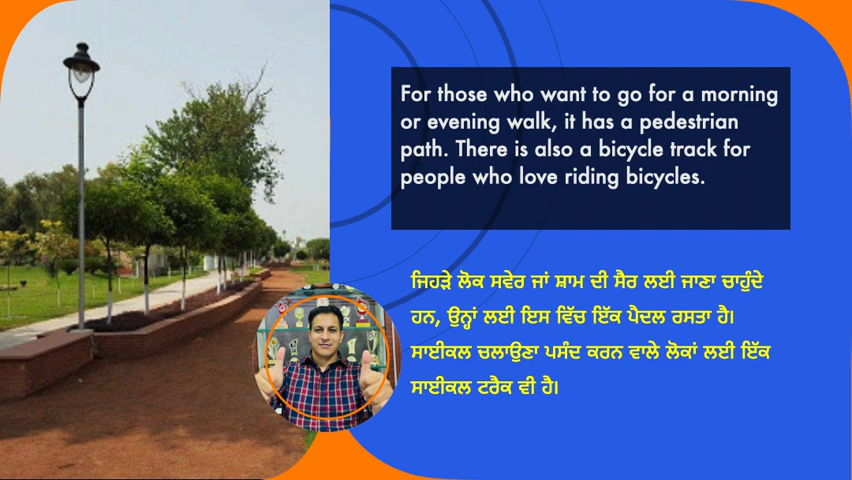 For those who want to go for a morning
or evening walk, it has a pedestrian
path. There is also a bicycle track for
people who love riding bicycles.
ਜਿਹੜੇ ਲੋਕ ਸਵੇਰ ਜਾਂ ਸ਼ਾਮ ਦੀ ਸੈਰ ਲਈ ਜਾਣਾ ਚਾਹੁੰਦੇ
ਹਨ, ਉਨ੍ਹਾਂ ਲਈ ਇਸ ਵਿੱਚ ਇੱਕ ਪੈਦਲ ਰਸਤਾ ਹੈ।
ਸਾਈਕਲ ਚਲਾਉਣਾ ਪਸੰਦ ਕਰਨ ਵਾਲੇ ਲੋਕਾਂ ਲਈ ਇੱਕ
ਸਾਈਕਲ ਟਰੈਕ ਵੀ ਹੈ।